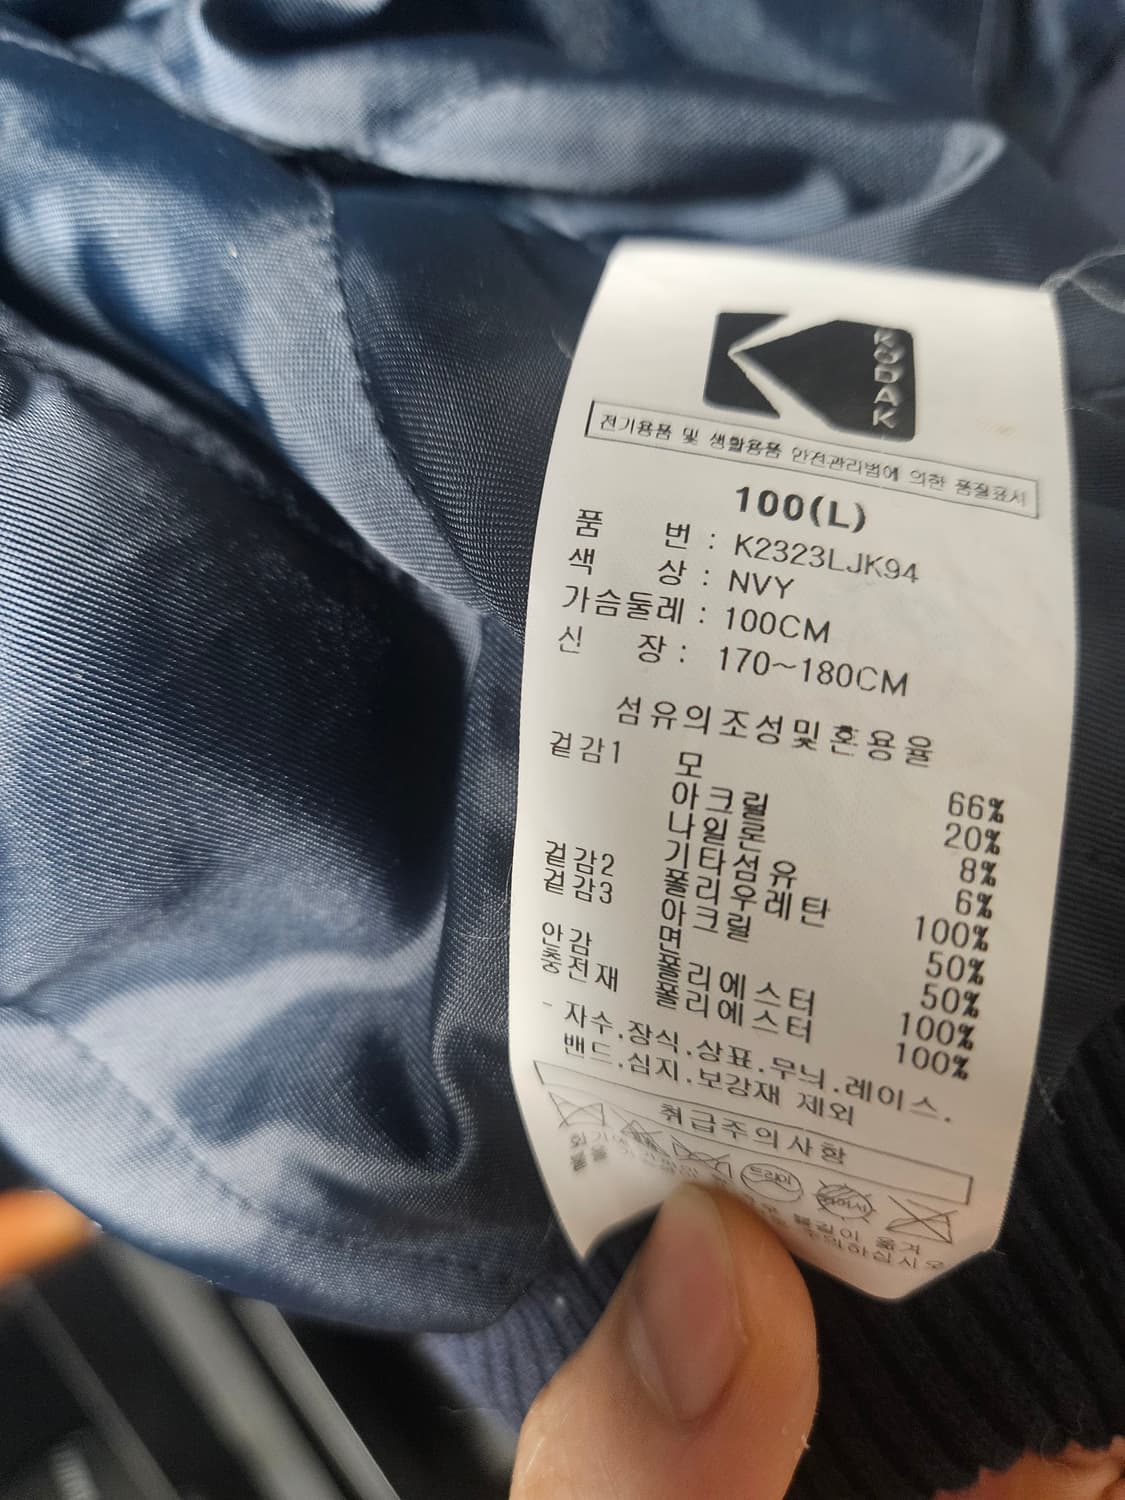 KODAK
전기용품 및 생활용품 안전관리법에 의한 품질표시
100(L)
품 번 : K2323LJK94
색 상 : NVY
가슴둘레 : 100CM
신 장 : 170~180CM
섬유의조성및혼용율
겉감1 모 66%
아크릴 20%
나일론 8%
기타섬유 6%
겉감2 폴리우레탄 100%
겉감3 아크릴 50%
면 50%
안감 폴리에스터 100%
충전재 폴리에스터 100%
- 자수.장식.상표.무늬.레이스.
밴드.심지.보강재 제외
취급주의사항
드라이